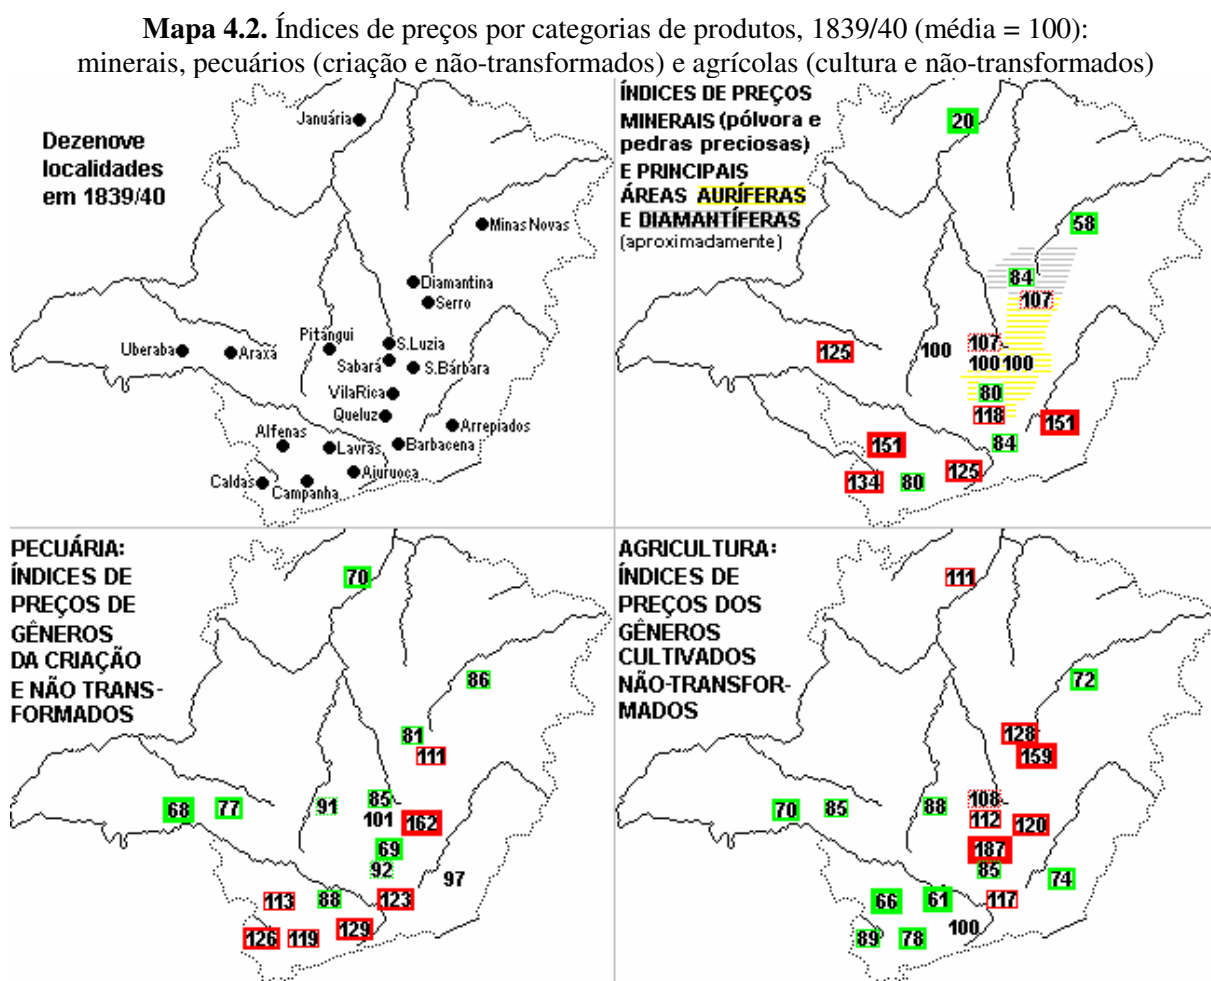 Mapa 4.2. Índices de preços por categorias de produtos, 1839/40 (média = 100):
minerais, pecuários (criação e não-transformados) e agrícolas (cultura e não-transformados)
Dezenove
localidades
em 1839/40
Januária
Minas Novas
Diamantina
Serro
Pitángui
S.Luzia
Uberaba
Araxá
Sabará
S.Bárbara
VilaRica
Queluz
Arrepiados
Alfenas
Lavras
Barbacena
Aiuruoca
Caldas
Campanha
ÍNDICES DE PREÇOS
MINERAIS (pólvora e
pedras preciosas)
E PRINCIPAIS
ÁREAS AURÍFERAS
E DIAMANTÍFERAS
(aproximadamente)
20
58
84
107
107
125
100
100 100
80
118
151
151
84
125
134
80
PECUÁRIA:
ÍNDICES DE
PREÇOS DE
GÊNEROS
DA CRIAÇÃO
E NÃO TRANS-
FORMADOS
70
86
81
111
68
77
91
85
101
162
69
92
97
113
88
123
129
126
119
AGRICULTURA:
ÍNDICES DE
PREÇOS DOS
GÊNEROS
CULTIVADOS
NÃO-TRANSFOR-
MADOS
111
72
128
159
70
85
88
108
112
120
187
85
74
66
61
117
100
89
78